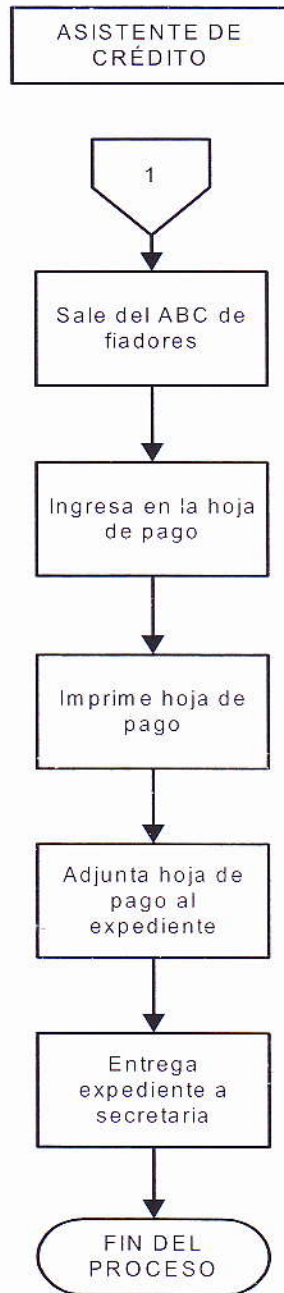 ASISTENTE DE
CRÉDITO
1
Sale del ABC de
fiadores
Ingresa en la hoja
de pago
Imprime hoja de
pago
Adjunta hoja de
pago al
expediente
Entrega
expediente a
secretaria
FIN DEL
PROCESO